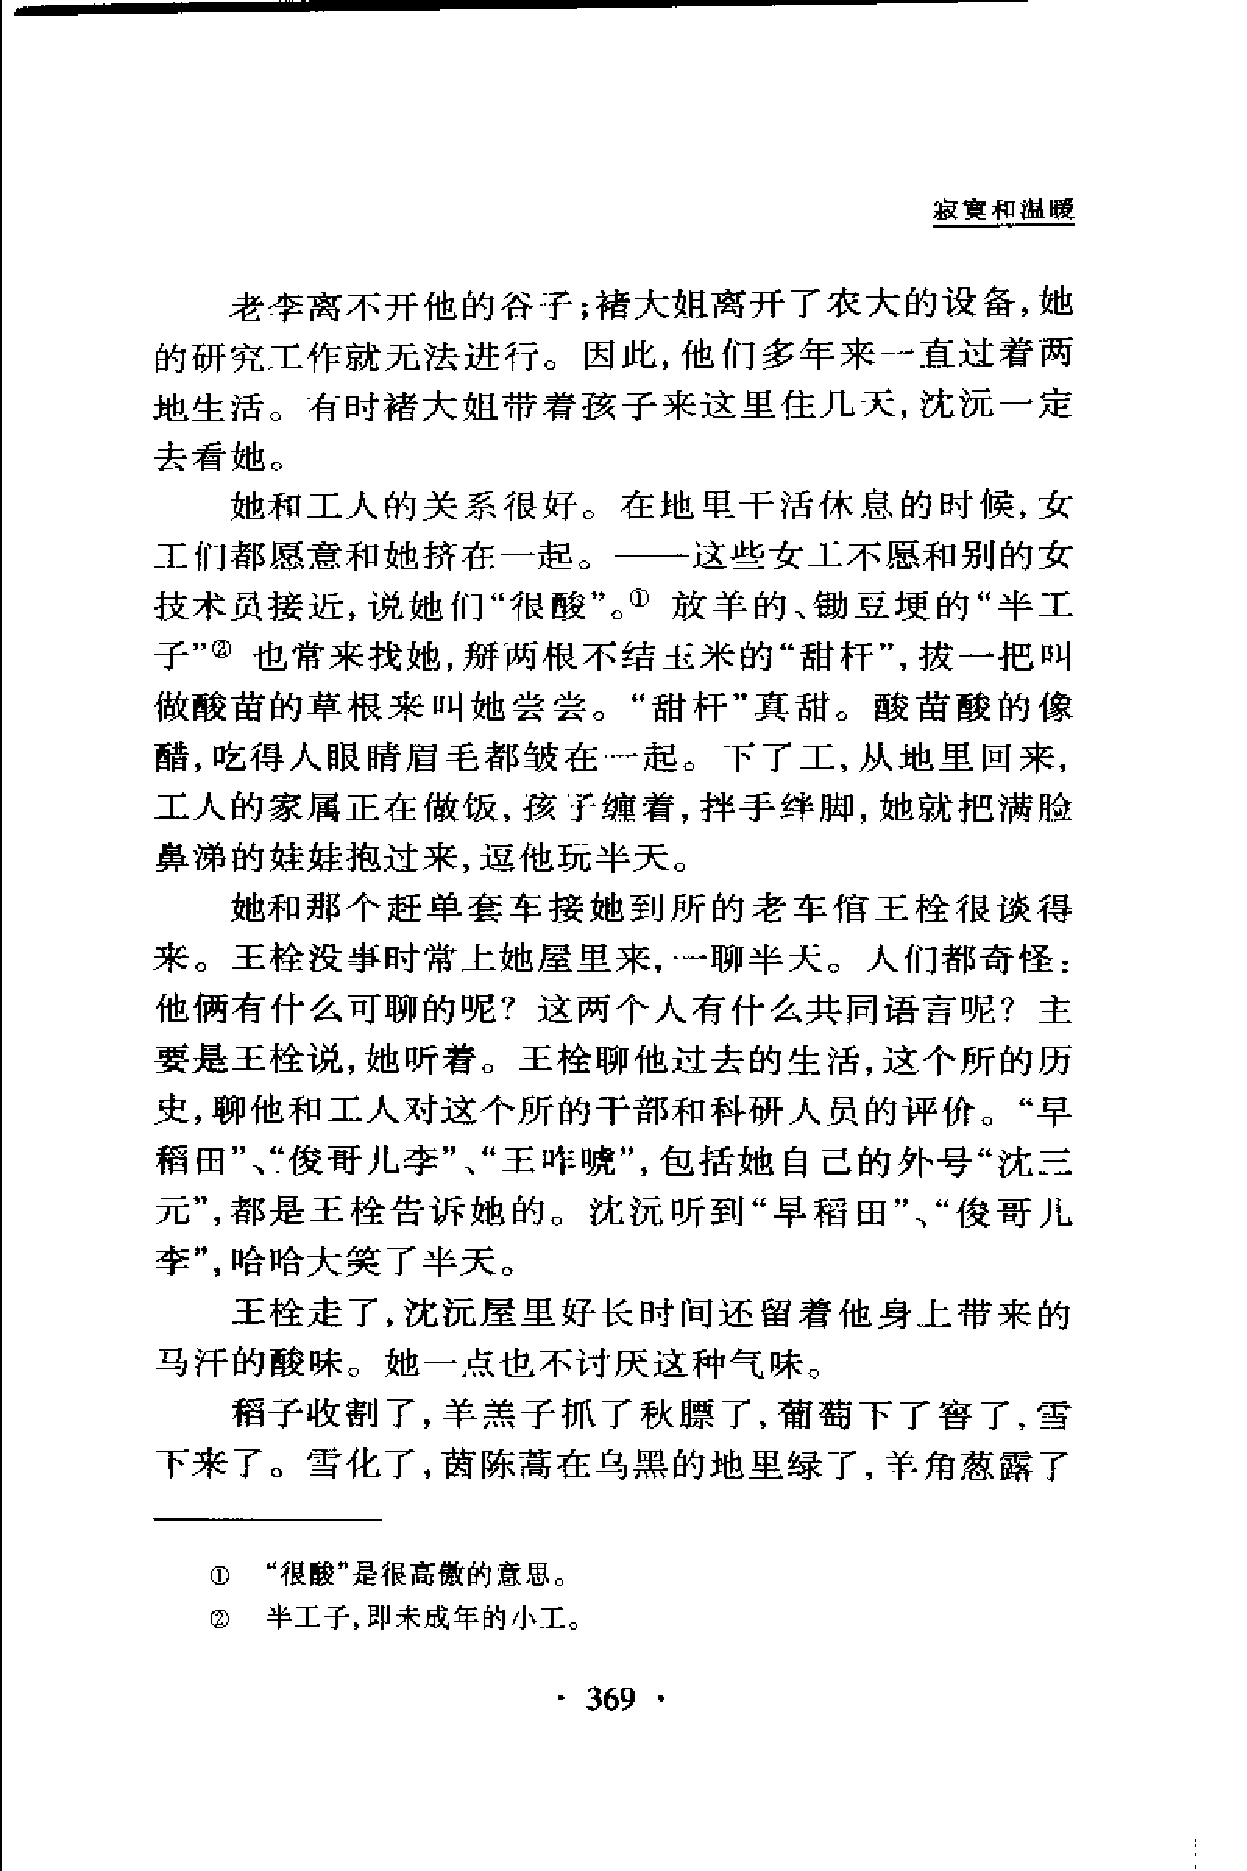 寂寞和温暖
老李离不开他的谷子;褚大姐离开了农大的设备,她
的研究工作就无法进行。因此,他们多年来一直过着两
地生活。有时褚大姐带着孩子来这里住几天,沈沅一定
去看她。
她和工人的关系很好。在地里干活休息的时候,女
工们都愿意和她挤在一起。——这些女工不愿和别的女
技术员接近,说她们“很酸”。① 放羊的、锄豆埂的“半工
子”② 也常来找她,掰两根不结玉米的“甜杆”,拔一把叫
做酸苗的草根来叫她尝尝。“甜杆”真甜。酸苗酸的像
醋,吃得人眼睛眉毛都皱在一起。下了工,从地里回来,
工人的家属正在做饭,孩子缠着,拌手绊脚,她就把满脸
鼻涕的娃娃抱过来,逗他玩半天。
她和那个赶单套车接她到所的老车倌王栓很谈得
来。王栓没事时常上她屋里来,一聊半天。人们都奇怪:
他俩有什么可聊的呢？这两个人有什么共同语言呢？主
要是王栓说,她听着。王栓聊他过去的生活,这个所的历
史,聊他和工人对这个所的干部和科研人员的评价。“早
稻田”、“俊哥儿李”、“王咋唬”,包括她自己的外号“沈三
元”,都是王栓告诉她的。沈沅听到“早稻田”、“俊哥儿
李”,哈哈大笑了半天。
王栓走了,沈沅屋里好长时间还留着他身上带来的
马汗的酸味。她一点也不讨厌这种气味。
稻子收割了,羊羔子抓了秋膘了,葡萄下了窖了,雪
下来了。雪化了,茵陈蒿在乌黑的地里绿了,羊角葱露了
① “很酸”是很高傲的意思。
② 半工子,即未成年的小工。
· 369 ·